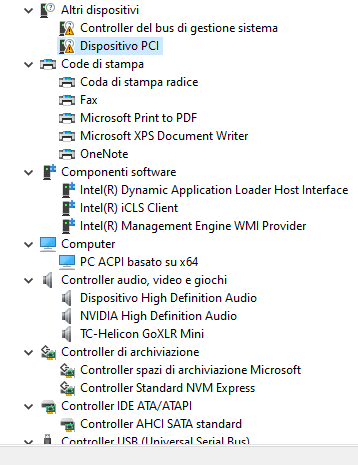 Altri dispositivi
Controller del bus di gestione sistema
Dispositivo PCI
Code di stampa
Coda di stampa radice
Fax
Microsoft Print to PDF
Microsoft XPS Document Writer
OneNote
Componenti software
Intel(R) Dynamic Application Loader Host Interface
Intel(R) iCLS Client
Intel(R) Management Engine WMI Provider
Computer
PC ACPI basato su x64
Controller audio, video e giochi
Dispositivo High Definition Audio
NVIDIA High Definition Audio
TC-Helicon GoXLR Mini
Controller di archiviazione
Controller spazi di archiviazione Microsoft
Controller Standard NVM Express
Controller IDE ATA/ATAPI
Controller AHCI SATA standard
Controller USB (Universal Serial Bus)